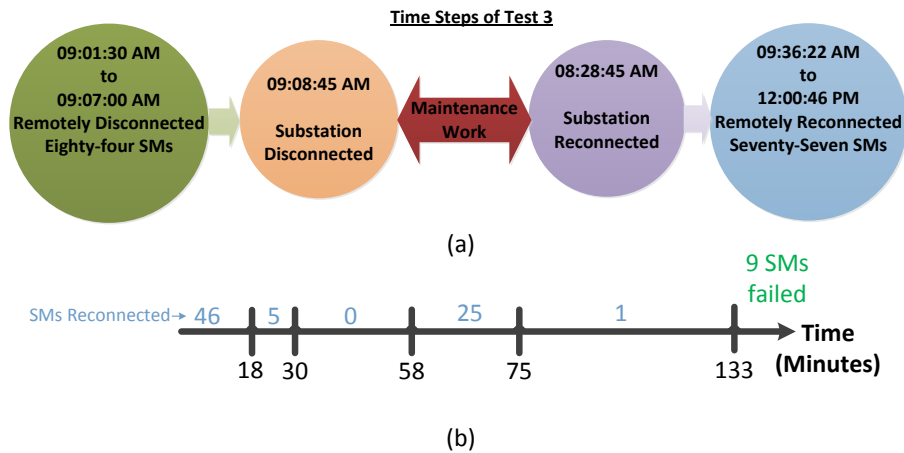 Time Steps of Test 3
09:01:30 AM
to
09:07:00 AM
Remotely Disconnected
Eighty-four SMs
09:08:45 AM
Substation
Disconnected
Maintenance
Work
08:28:45 AM
Substation
Reconnected
09:36:22 AM
to
12:00:46 PM
Remotely Reconnected
Seventy-Seven SMs
(a)
9 SMs
failed
SMs Reconnected→ 46 5 0 25 1
Time
(Minutes)
18 30 58 75 133
(b)